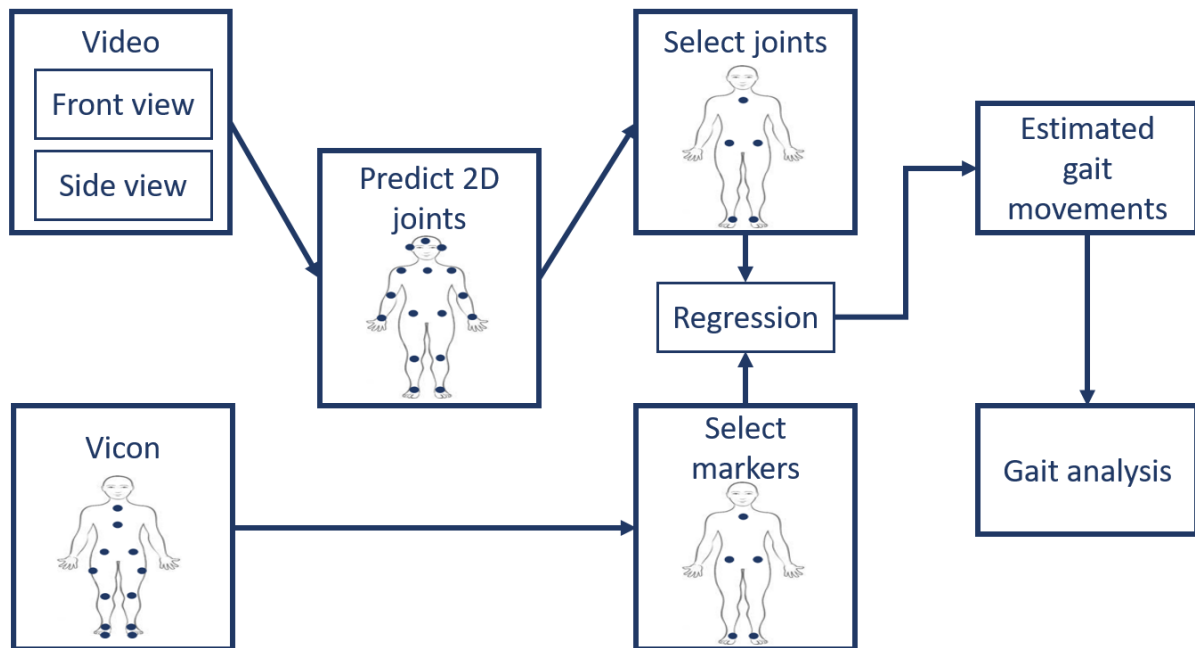 Video
Front view
Side view
Predict 2D
joints
Select joints
Regression
Estimated
gait
movements
Vicon
Select
markers
Gait analysis